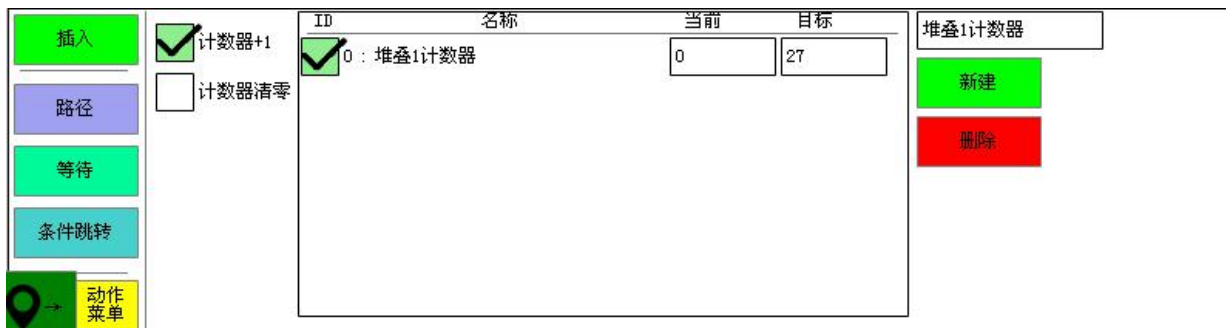 插入
路径
等待
条件跳转
动作
菜单
计数器+1
计数器清零
ID 名称 当前 目标
0：堆叠1计数器 0 27
堆叠1计数器
新建
删除